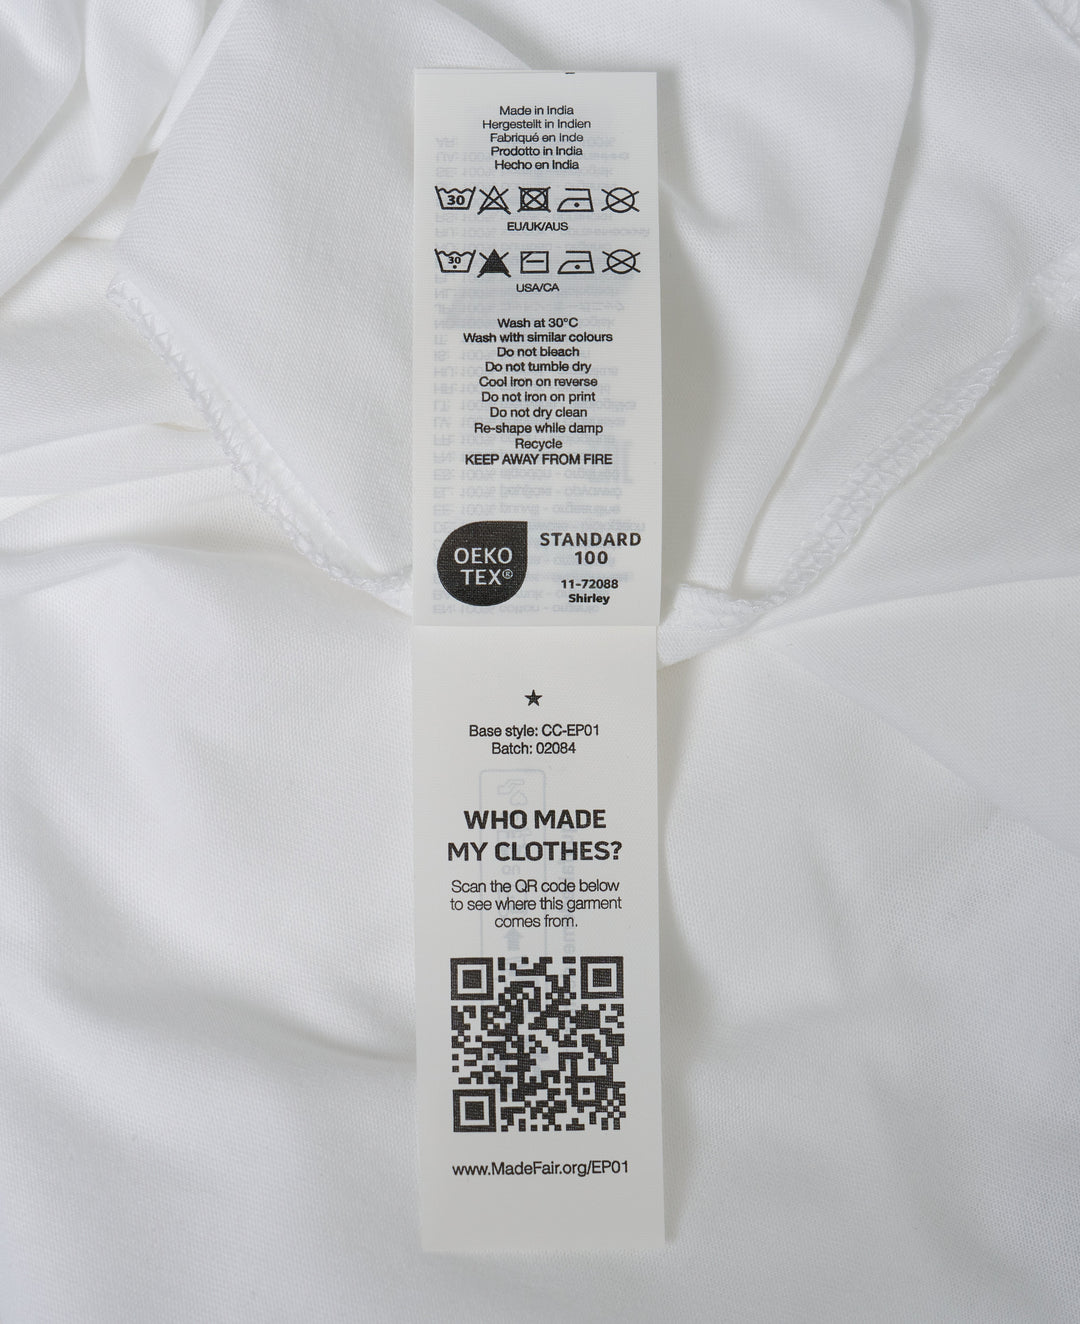 Made in India
Hergestellt in Indien
Fabriqué en Inde
Prodotto in India
Hecho en India
30
EU/UK/AUS
30
USA/CA
Wash at 30°C
Wash with similar colours
Do not bleach
Do not tumble dry
Cool iron on reverse
Do not iron on print
Do not dry clean
Re-shape while damp
Recycle
KEEP AWAY FROM FIRE
OEKO
TEX®
STANDARD
100
11-72088
Shirley
Base style: CC-EP01
Batch: 02084
WHO MADE
MY CLOTHES?
Scan the QR code below
to see where this garment
comes from.
www.MadeFair.org/EP01